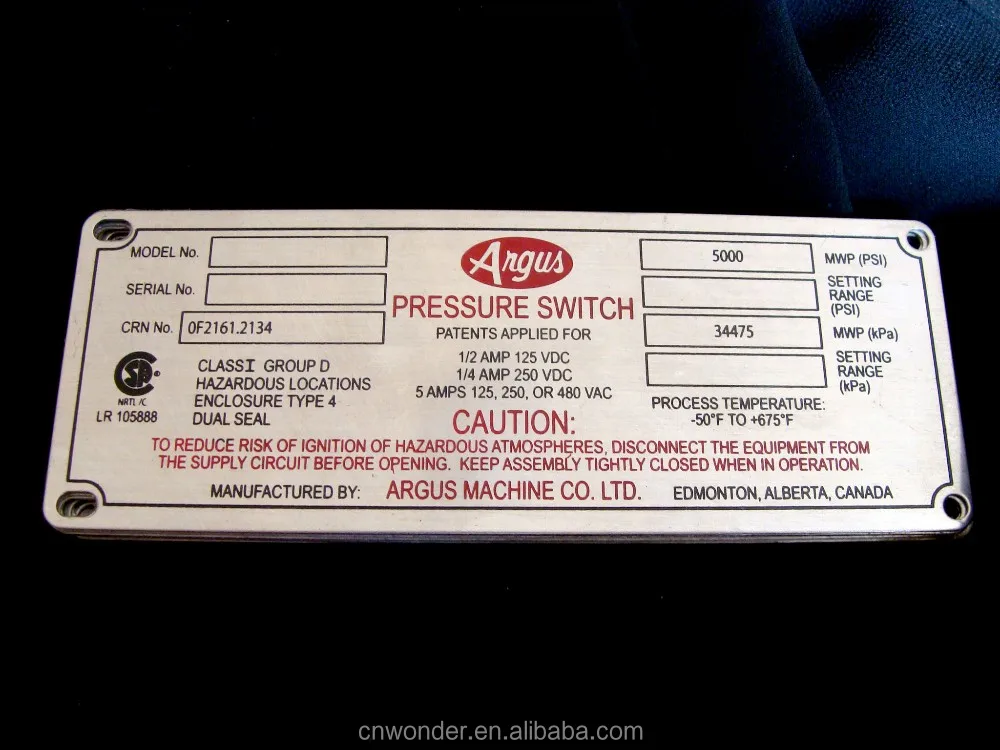 MODEL No.
SERIAL No.
CRN No. 0F2161.2134
NRTL /C
LR 105888
CLASS I GROUP D
HAZARDOUS LOCATIONS
ENCLOSURE TYPE 4
DUAL SEAL
Argus
PRESSURE SWITCH
PATENTS APPLIED FOR
1/2 AMP 125 VDC
1/4 AMP 250 VDC
5 AMPS 125, 250, OR 480 VAC
5000 MWP (PSI)
SETTING
RANGE
(PSI)
34475 MWP (kPa)
SETTING
RANGE
(kPa)
PROCESS TEMPERATURE:
-50°F TO +675°F
CAUTION:
TO REDUCE RISK OF IGNITION OF HAZARDOUS ATMOSPHERES, DISCONNECT THE EQUIPMENT FROM
THE SUPPLY CIRCUIT BEFORE OPENING. KEEP ASSEMBLY TIGHTLY CLOSED WHEN IN OPERATION.
MANUFACTURED BY: ARGUS MACHINE CO. LTD. EDMONTON, ALBERTA, CANADA
cnwonder.en.alibaba.com